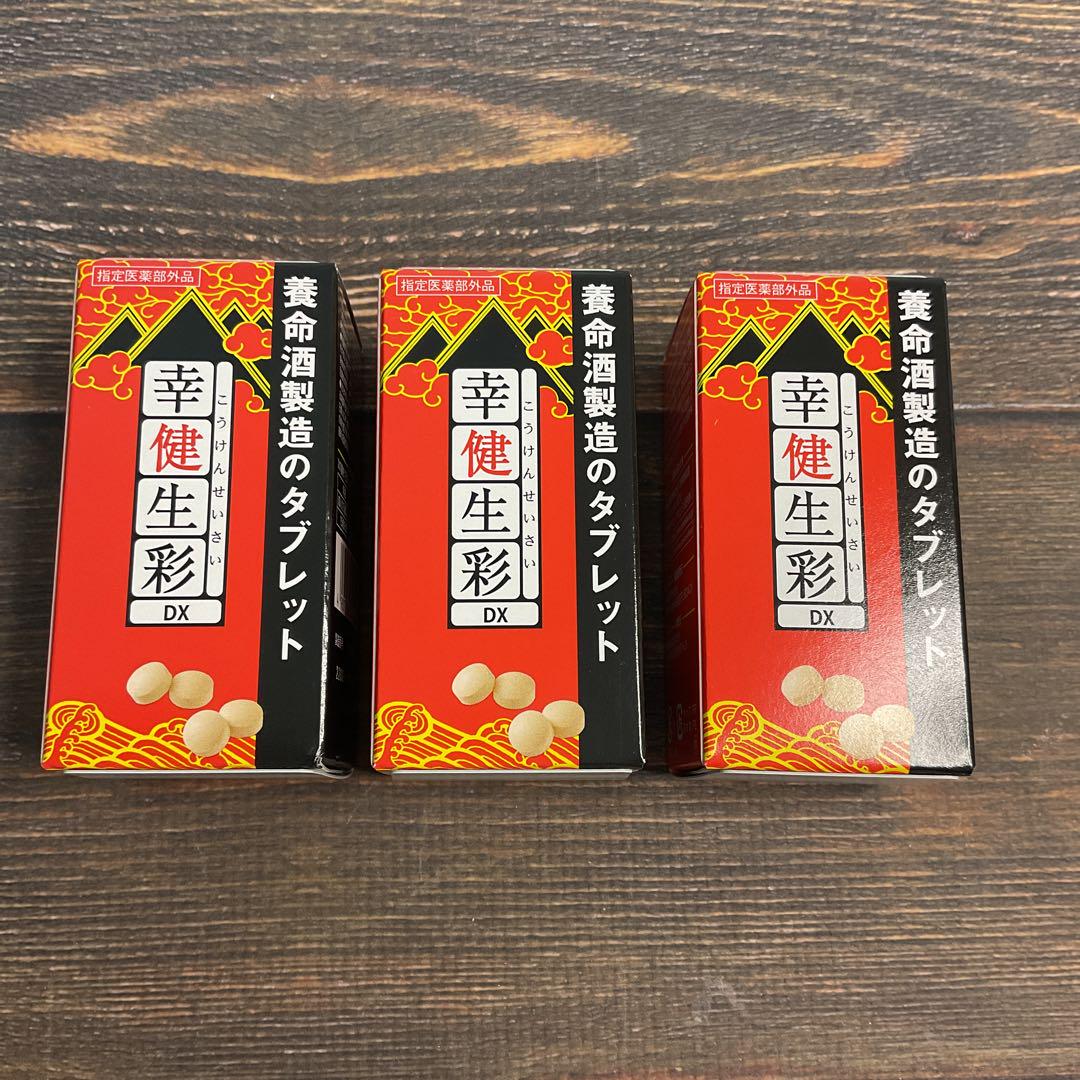 指定医薬部外品
幸健生彩
こうけんせいさい
DX
養命酒製造のタブレット
指定医薬部外品
幸健生彩
こうけんせいさい
DX
養命酒製造のタブレット
指定医薬部外品
幸健生彩
こうけんせいさい
DX
養命酒製造のタブレット